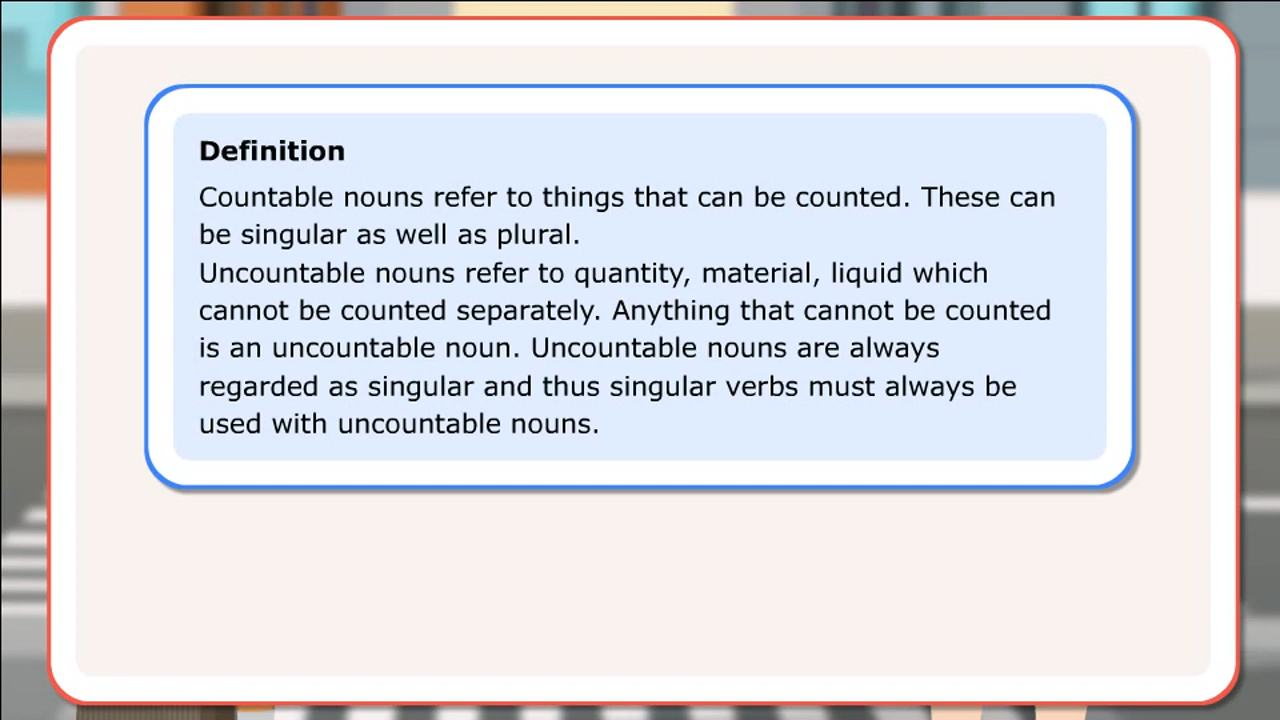 Definition
Countable nouns refer to things that can be counted. These can
be singular as well as plural.
Uncountable nouns refer to quantity, material, liquid which
cannot be counted separately. Anything that cannot be counted
is an uncountable noun. Uncountable nouns are always
regarded as singular and thus singular verbs must always be
used with uncountable nouns.